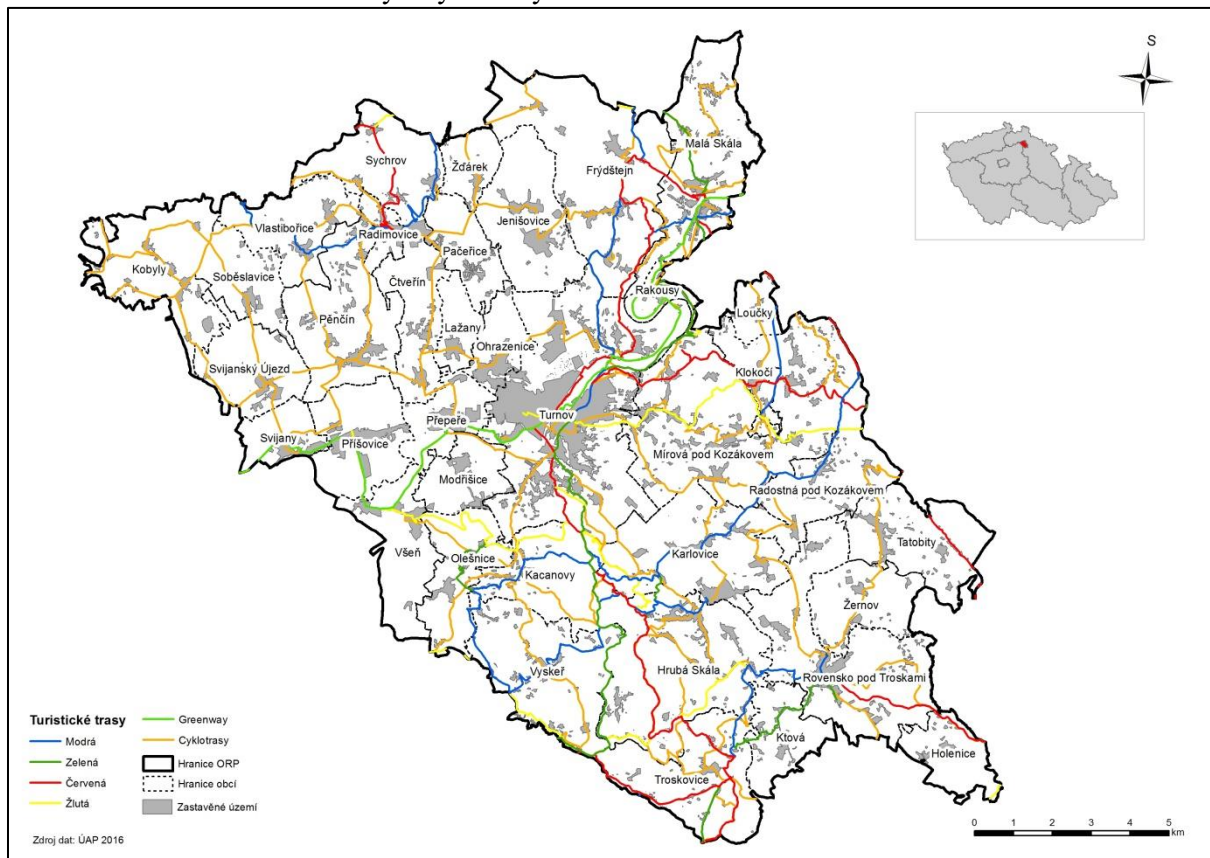 S
Malá Skála
Sychrov
Žďárek
Frýdštejn
Jenišovice
Vlastibořice
Radimovice
Pačeřice
Kobyly
Soběslavice
Čtveřín
Rakousy
Loučky
Pěnčín
Lažany
Ohrazenice
Svijanský Újezd
Klokočí
Turnov
Přepeře
Svijany
Příšovice
Mírová pod Kozákovem
Modřišice
Radostná pod Kozákovem
Tatobity
Všeň
Olešnice
Karlovice
Kacanovy
Žernov
Vyskeř
Hrubá Skála
Rovensko pod Troskami
Ktová
Holenice
Troskovice
Turistické trasy
Modrá
Zelená
Červená
Žlutá
Greenway
Cyklotrasy
Hranice ORP
Hranice obcí
Zastavěné území
Zdroj dat: ÚAP 2016
0 1 2 3 4 5
km